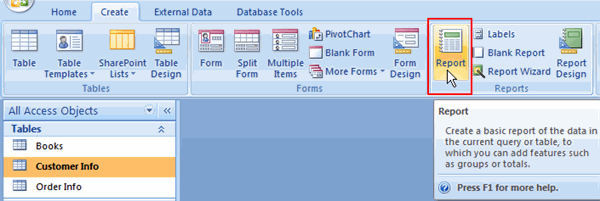 Home Create External Data Database Tools
Table Table Templates SharePoint Lists Table Design
Tables
Form Split Form Multiple Items PivotChart Blank Form More Forms Form Design
Forms
Report Labels Blank Report Report Wizard Report Design
Reports
All Access Objects
Tables
Books
Customer Info
Order Info
Report
Create a basic report of the data in
the current query or table, to
which you can add features such
as groups or totals.
Press F1 for more help.